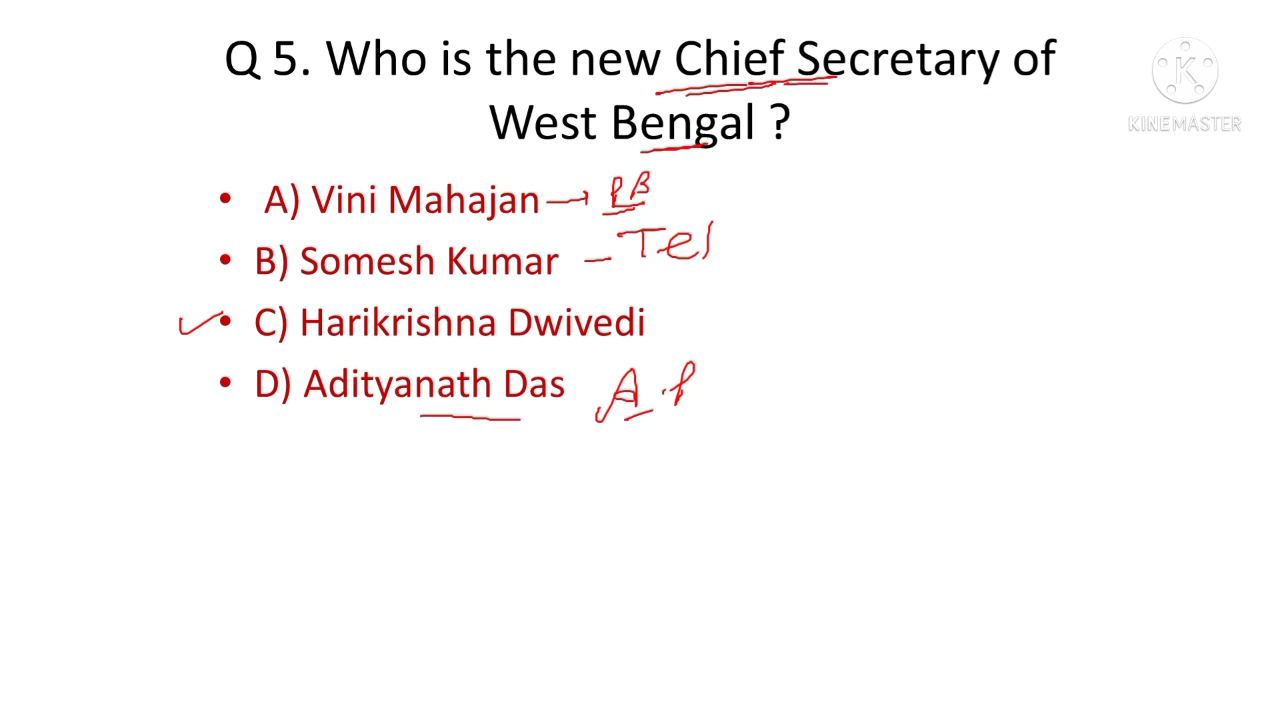 Q 5. Who is the new Chief Secretary of
West Bengal ?
K
KINEMASTER
• A) Vini Mahajan → PB
• B) Somesh Kumar – Tel
• C) Harikrishna Dwivedi
• D) Adityanath Das A.P